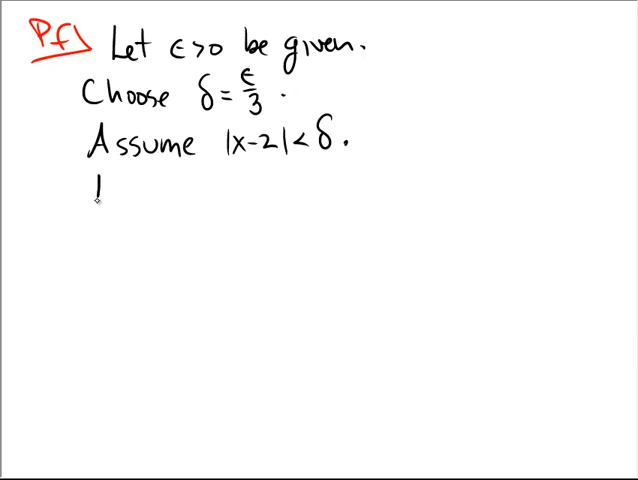 Pf) Let ϵ>0 be given.
Choose δ = ϵ/3.
Assume |x-2| < δ.
|